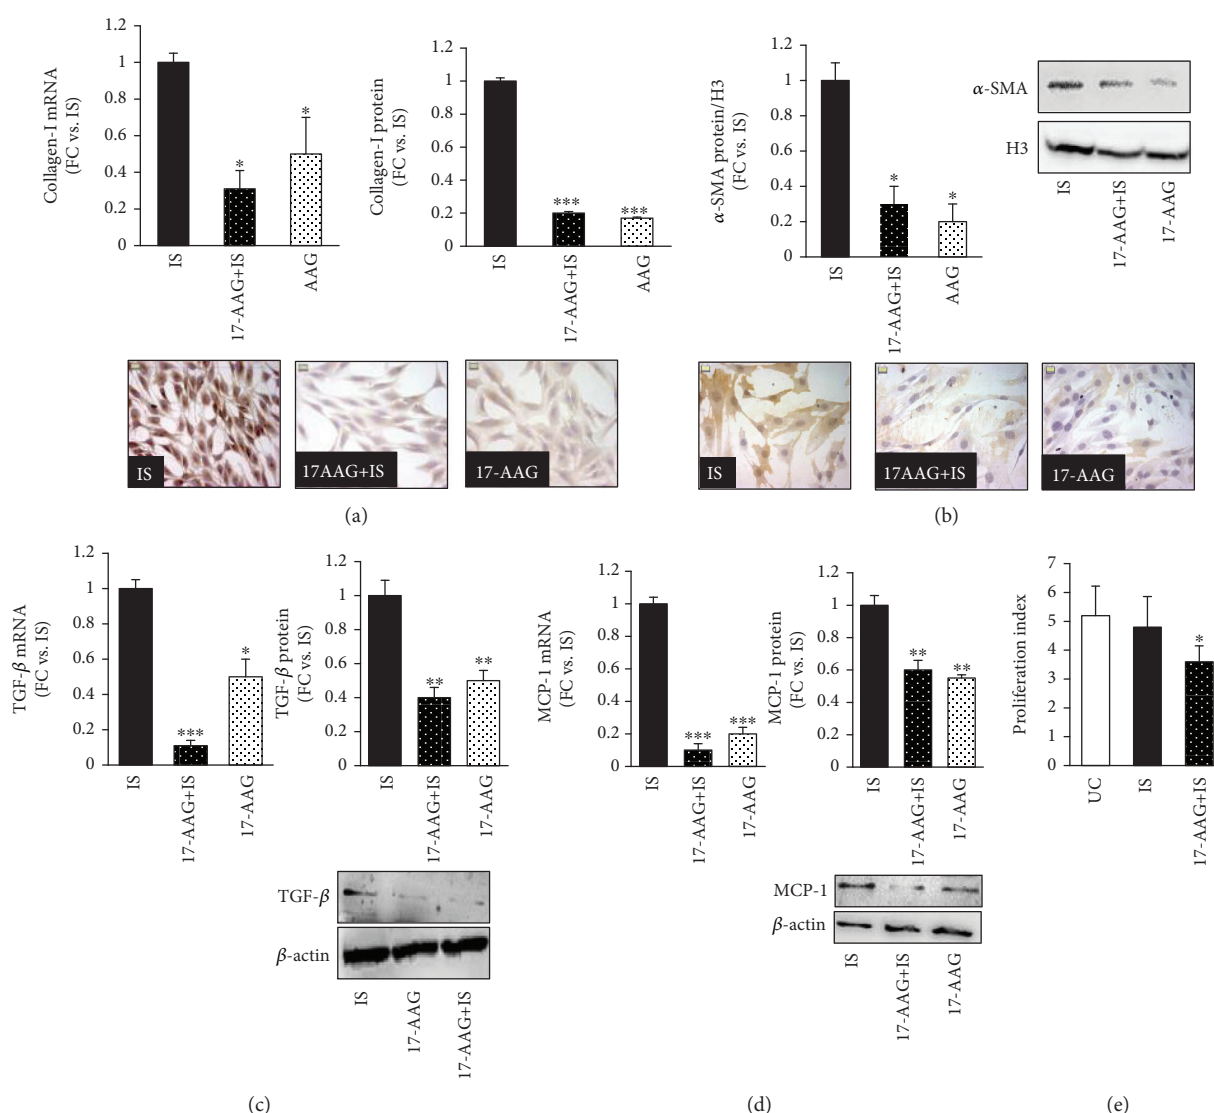 1.2
1
0.8
0.6
0.4
0.2
0
Collagen-I mRNA
(FC vs. IS)
*
*
IS
17-AAG+IS
AAG
1.2
1
0.8
0.6
0.4
0.2
0
Collagen-I protein
(FC vs. IS)
***
***
IS
17-AAG+IS
AAG
IS
17AAG+IS
17-AAG
(a)
1.2
1
0.8
0.6
0.4
0.2
0
α-SMA protein/H3
(FC vs. IS)
*
*
IS
17-AAG+IS
AAG
α-SMA
H3
IS
17-AAG+IS
17-AAG
IS
17AAG+IS
17-AAG
(b)
1.2
1
0.8
0.6
0.4
0.2
0
TGF-β mRNA
(FC vs. IS)
***
*
IS
17-AAG+IS
17-AAG
1.2
1
0.8
0.6
0.4
0.2
0
TGF-β protein
(FC vs. IS)
**
**
IS
17-AAG+IS
17-AAG
TGF-β
β-actin
IS
17-AAG
17-AAG+IS
(c)
1.2
1
0.8
0.6
0.4
0.2
0
MCP-1 mRNA
(FC vs. IS)
***
***
IS
17-AAG+IS
17-AAG
1.2
1
0.8
0.6
0.4
0.2
0
MCP-1 protein
(FC vs. IS)
**
**
IS
17-AAG+IS
17-AAG
MCP-1
β-actin
IS
17-AAG+IS
17-AAG
(d)
7
6
5
4
3
2
1
0
Proliferation index
*
UC
IS
17-AAG+IS
(e)